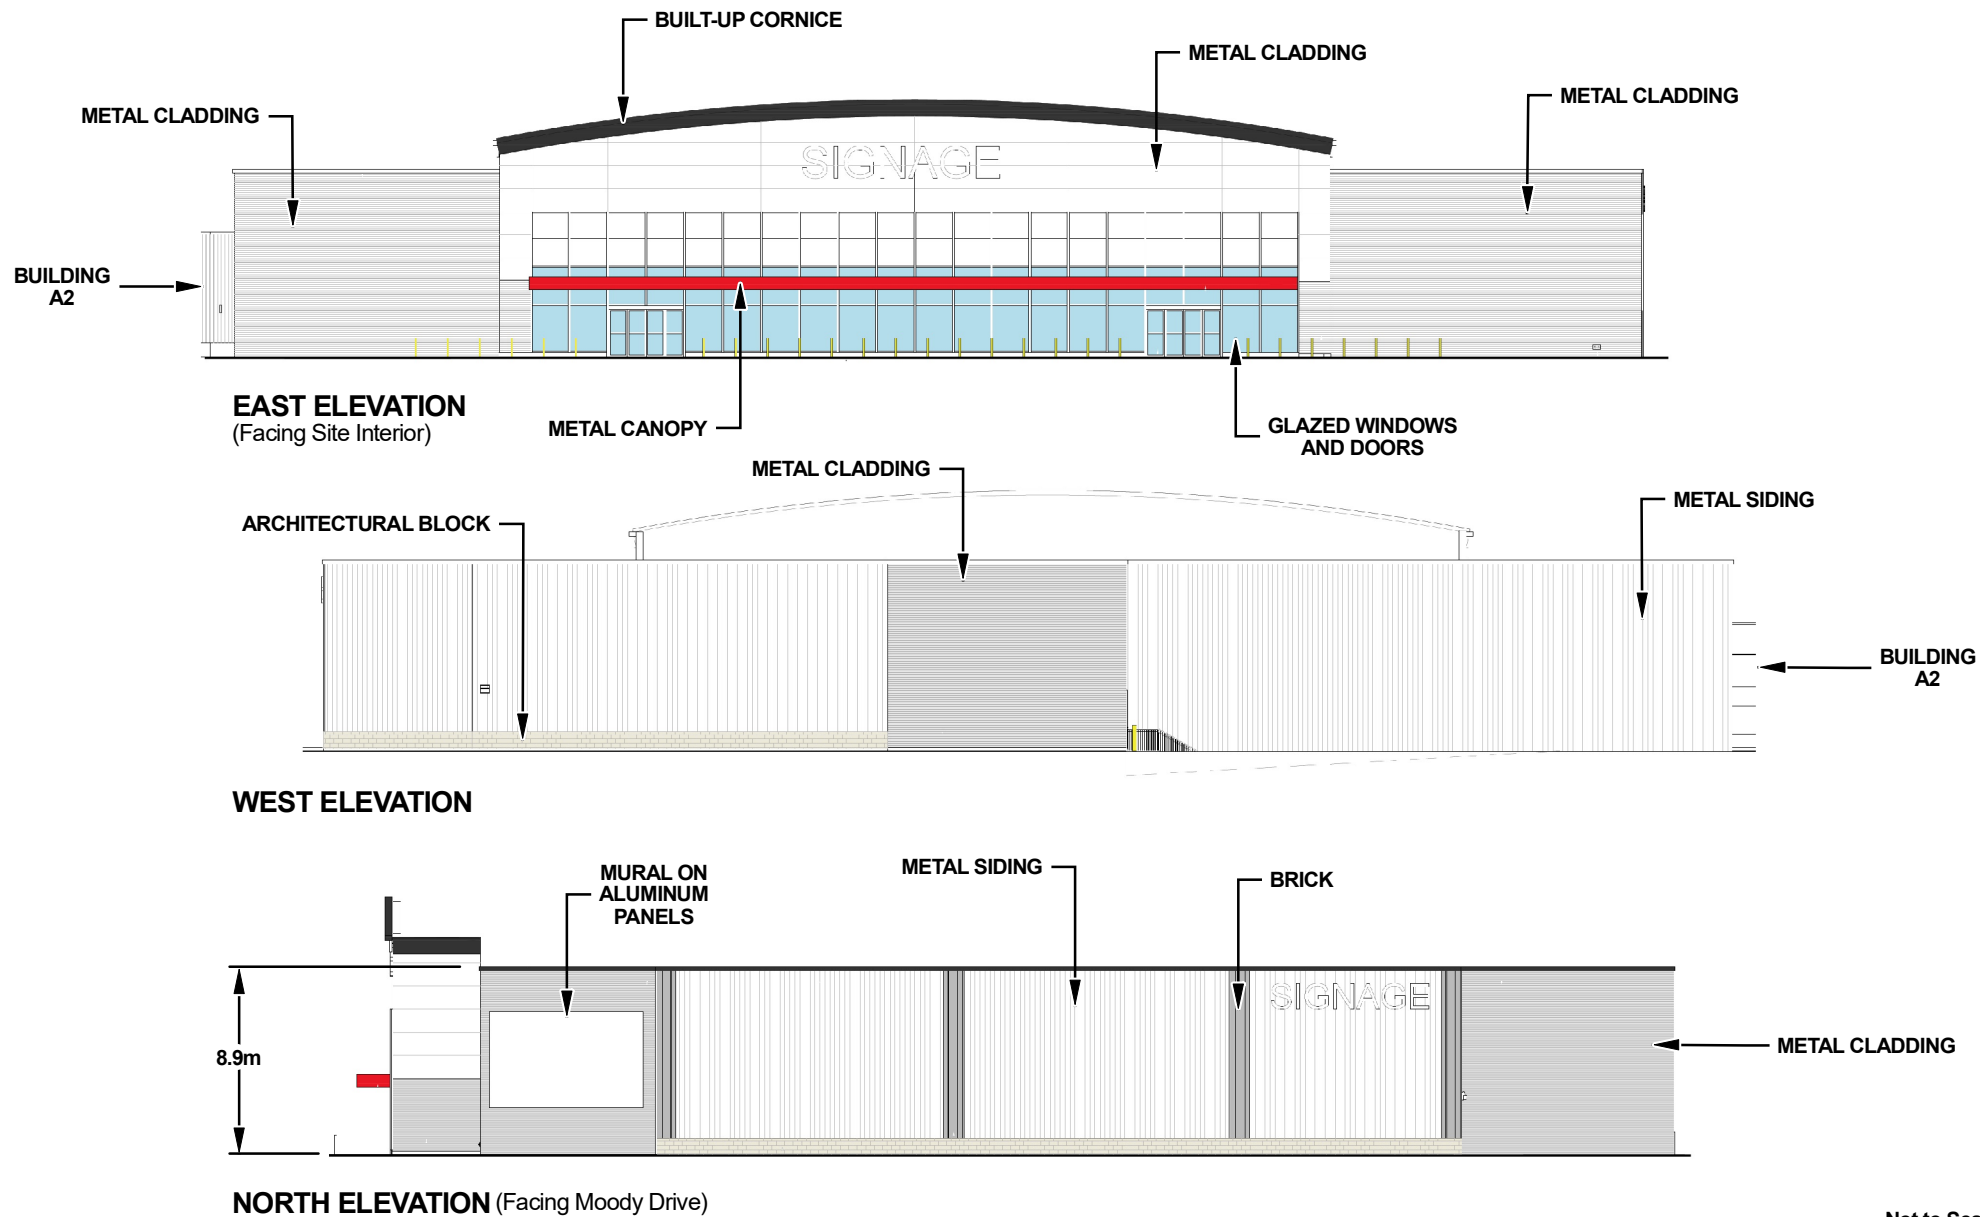 BUILT-UP CORNICE
METAL CLADDING
METAL CLADDING
METAL CLADDING
SIGNAGE
BUILDING
A2
EAST ELEVATION
(Facing Site Interior)
METAL CANOPY
GLAZED WINDOWS
AND DOORS
METAL CLADDING
METAL SIDING
ARCHITECTURAL BLOCK
BUILDING
A2
WEST ELEVATION
MURAL ON
ALUMINUM
PANELS
METAL SIDING
BRICK
SIGNAGE
8.9m
METAL CLADDING
NORTH ELEVATION (Facing Moody Drive)
Not to